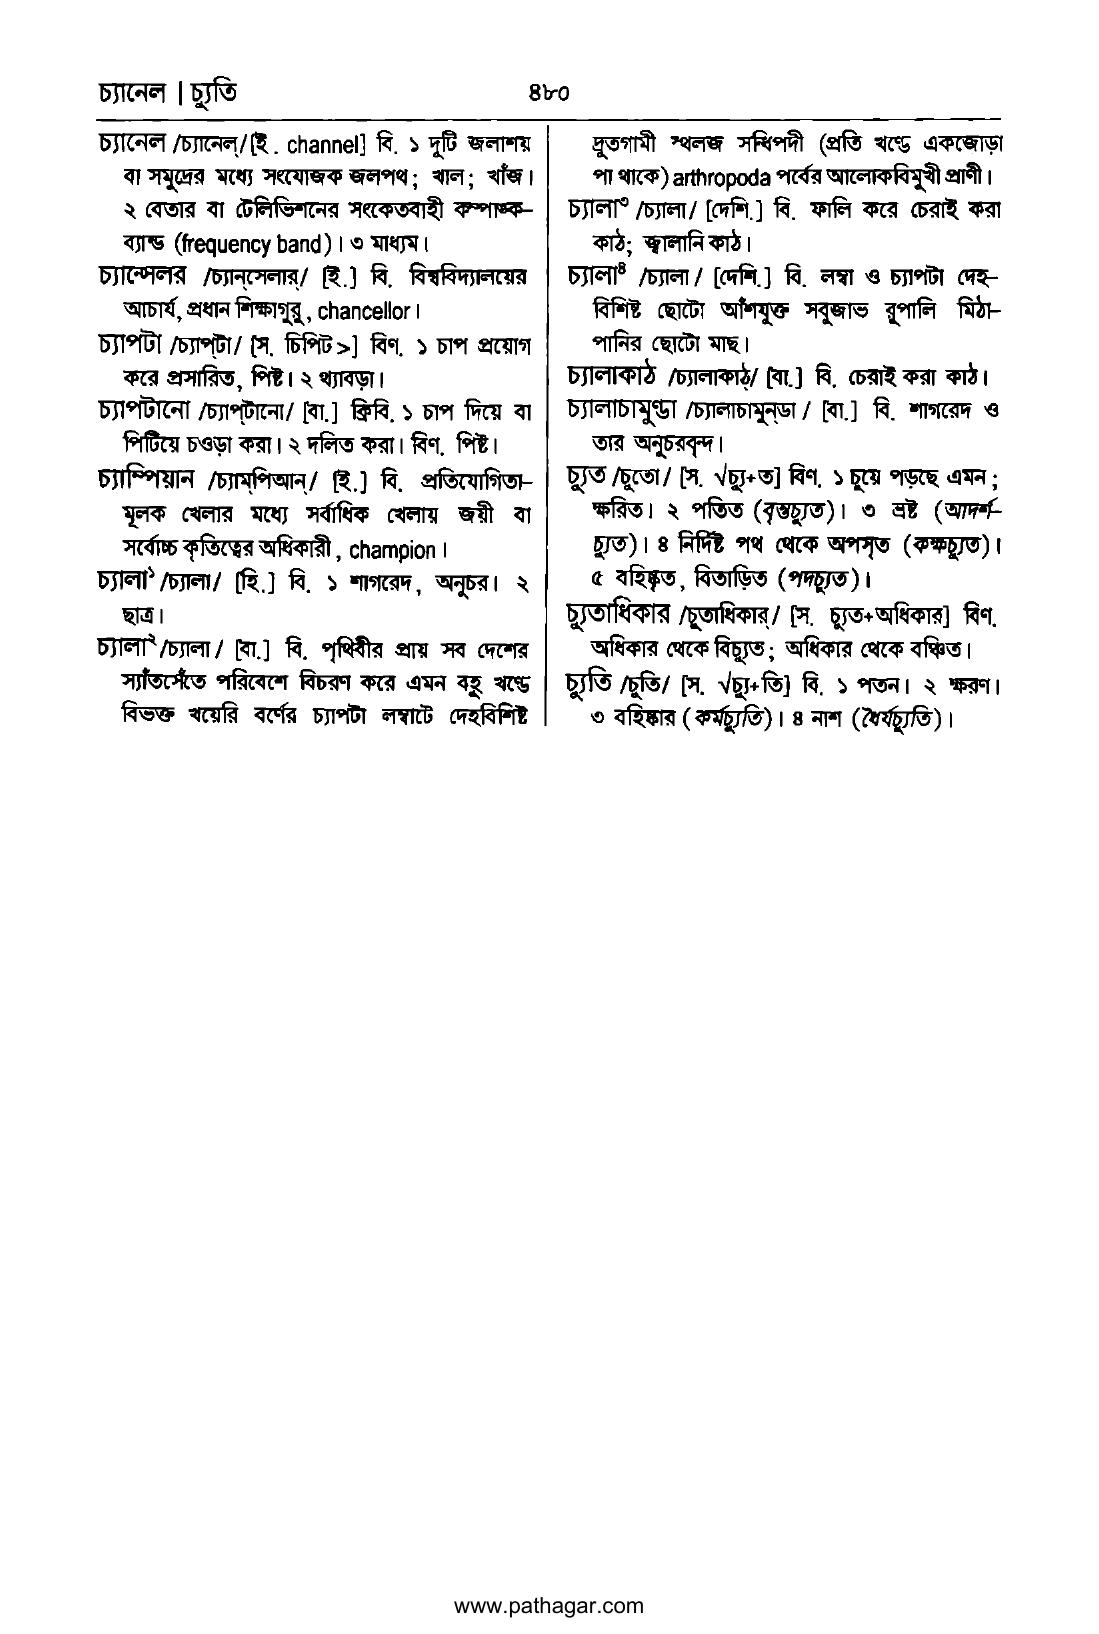 চ্যানেল | চ্যুতি
৪৮০
চ্যানেল /চ্যানেল্/ [ই. channel] বি. ১ দুটি জলাশয়
বা সমুদ্রের মধ্যে সংযোজক জলপথ; খাল; খাঁজ।
২ বেতার বা টেলিভিশনের সংকেতবাহী কম্পাঙ্ক–
ব্যান্ড (frequency band)। ৩ মাধ্যম।
চ্যান্সেলর /চ্যান্‌সেলার্/ [ই.] বি. বিশ্ববিদ্যালয়ের
আচার্য, প্রধান শিক্ষাগুরু, chancellor।
চ্যাপটা /চ্যাপ্‌টা/ [স. চিপিট >] বিণ. ১ চাপ প্রয়োগ
করে প্রসারিত, পিষ্ট। ২ থ্যাবড়া।
চ্যাপটানো /চ্যাপ্‌টানো/ [বা.] ক্রিবি. ১ চাপ দিয়ে বা
পিটিয়ে চওড়া করা। ২ দলিত করা। বিণ. পিষ্ট।
চ্যাম্পিয়ান /চ্যাম্‌পিআন্/ [ই.] বি. প্রতিযোগিতা–
মূলক খেলার মধ্যে সর্বাধিক খেলায় জয়ী বা
সর্বোচ্চ কৃতিত্বের অধিকারী, champion।
চ্যালা১ /চ্যালা/ [হি.] বি. ১ শাগরেদ, অনুচর। ২
ছাত্র।
চ্যালা২ /চ্যালা/ [বা.] বি. পৃথিবীর প্রায় সব দেশের
স্যাঁতসেঁতে পরিবেশে বিচরণ করে এমন বহু খণ্ডে
বিভক্ত খয়েরি বর্ণের চ্যাপটা লম্বাটে দেহবিশিষ্ট
দ্রুতগামী স্থলজ সন্ধিপদী (প্রতি খণ্ডে একজোড়া
পা থাকে) arthropoda পর্বের আলোকবিমুখী প্রাণী।
চ্যালা৩ /চ্যালা/ [দেশি.] বি. ফালি করে চেরাই করা
কাঠ; জ্বালানি কাঠ।
চ্যালা৪ /চ্যালা/ [দেশি.] বি. লম্বা ও চ্যাপটা দেহ–
বিশিষ্ট ছোটো আঁশযুক্ত সবুজাভ রুপালি মিঠা–
পানির ছোটো মাছ।
চ্যালাকাঠ /চ্যালাকাঠ্/ [বা.] বি. চেরাই করা কাঠ।
চ্যালাচামুণ্ডা /চ্যালাচামুন্‌ডা/ [বা.] বি. শাগরেদ ও
তার অনুচরবৃন্দ।
চ্যুত /চুতো/ [স. √চ্যু+ত] বিণ. ১ চুয়ে পড়ছে এমন;
ক্ষরিত। ২ পতিত (বৃন্তচ্যুত)। ৩ ভ্রষ্ট (আদর্শ–
চ্যুত)। ৪ নির্দিষ্ট পথ থেকে অপসৃত (কক্ষচ্যুত)।
৫ বহিষ্কৃত, বিতাড়িত (পদচ্যুত)।
চ্যুতাধিকার /চুতাধিকার্/ [স. চ্যুত+অধিকার] বিণ.
অধিকার থেকে বিচ্যুত; অধিকার থেকে বঞ্চিত।
চ্যুতি /চুতি/ [স. √চ্যু+তি] বি. ১ পতন। ২ ক্ষরণ।
৩ বহিষ্কার (কর্মচ্যুতি)। ৪ নাশ (ধৈর্যচ্যুতি)।
www.pathagar.com